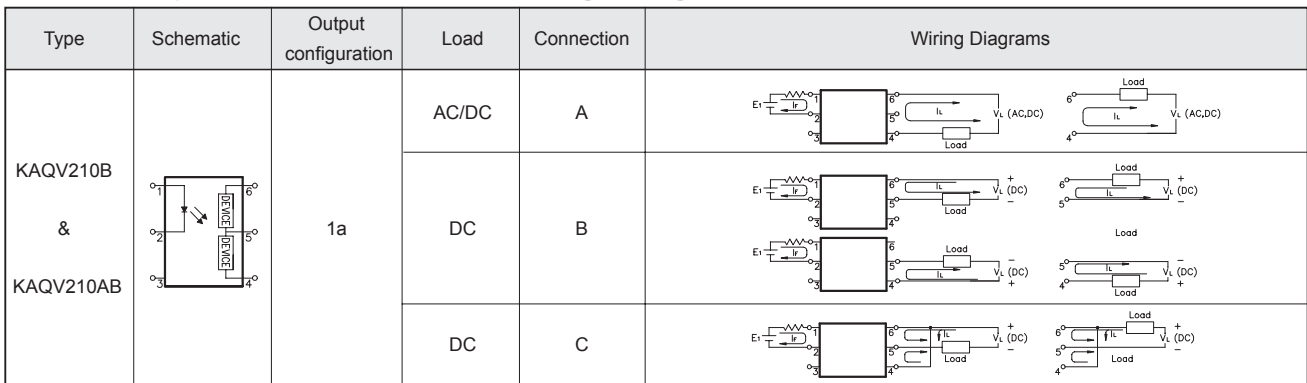 Type Schematic Output configuration Load Connection Wiring Diagrams
KAQV210B
&
KAQV210AB
1 2 3 6 5 4
DEVICE
DEVICE
1a
AC/DC A
E1 IF 1 2 3 6 5 4 IL Load VL (AC,DC)
6 4 Load IL VL (AC,DC)
DC B
E1 IF 1 2 3 6 5 4 IL Load + VL (DC) −
6 5 Load IL + VL (DC) −
Load
E1 IF 1 2 3 6 5 4 Load IL − VL (DC) +
5 4 IL Load − VL (DC) +
DC C
E1 IF 1 2 3 6 5 4 IL Load + VL (DC) −
6 5 4 Load IL + VL (DC) −
Load